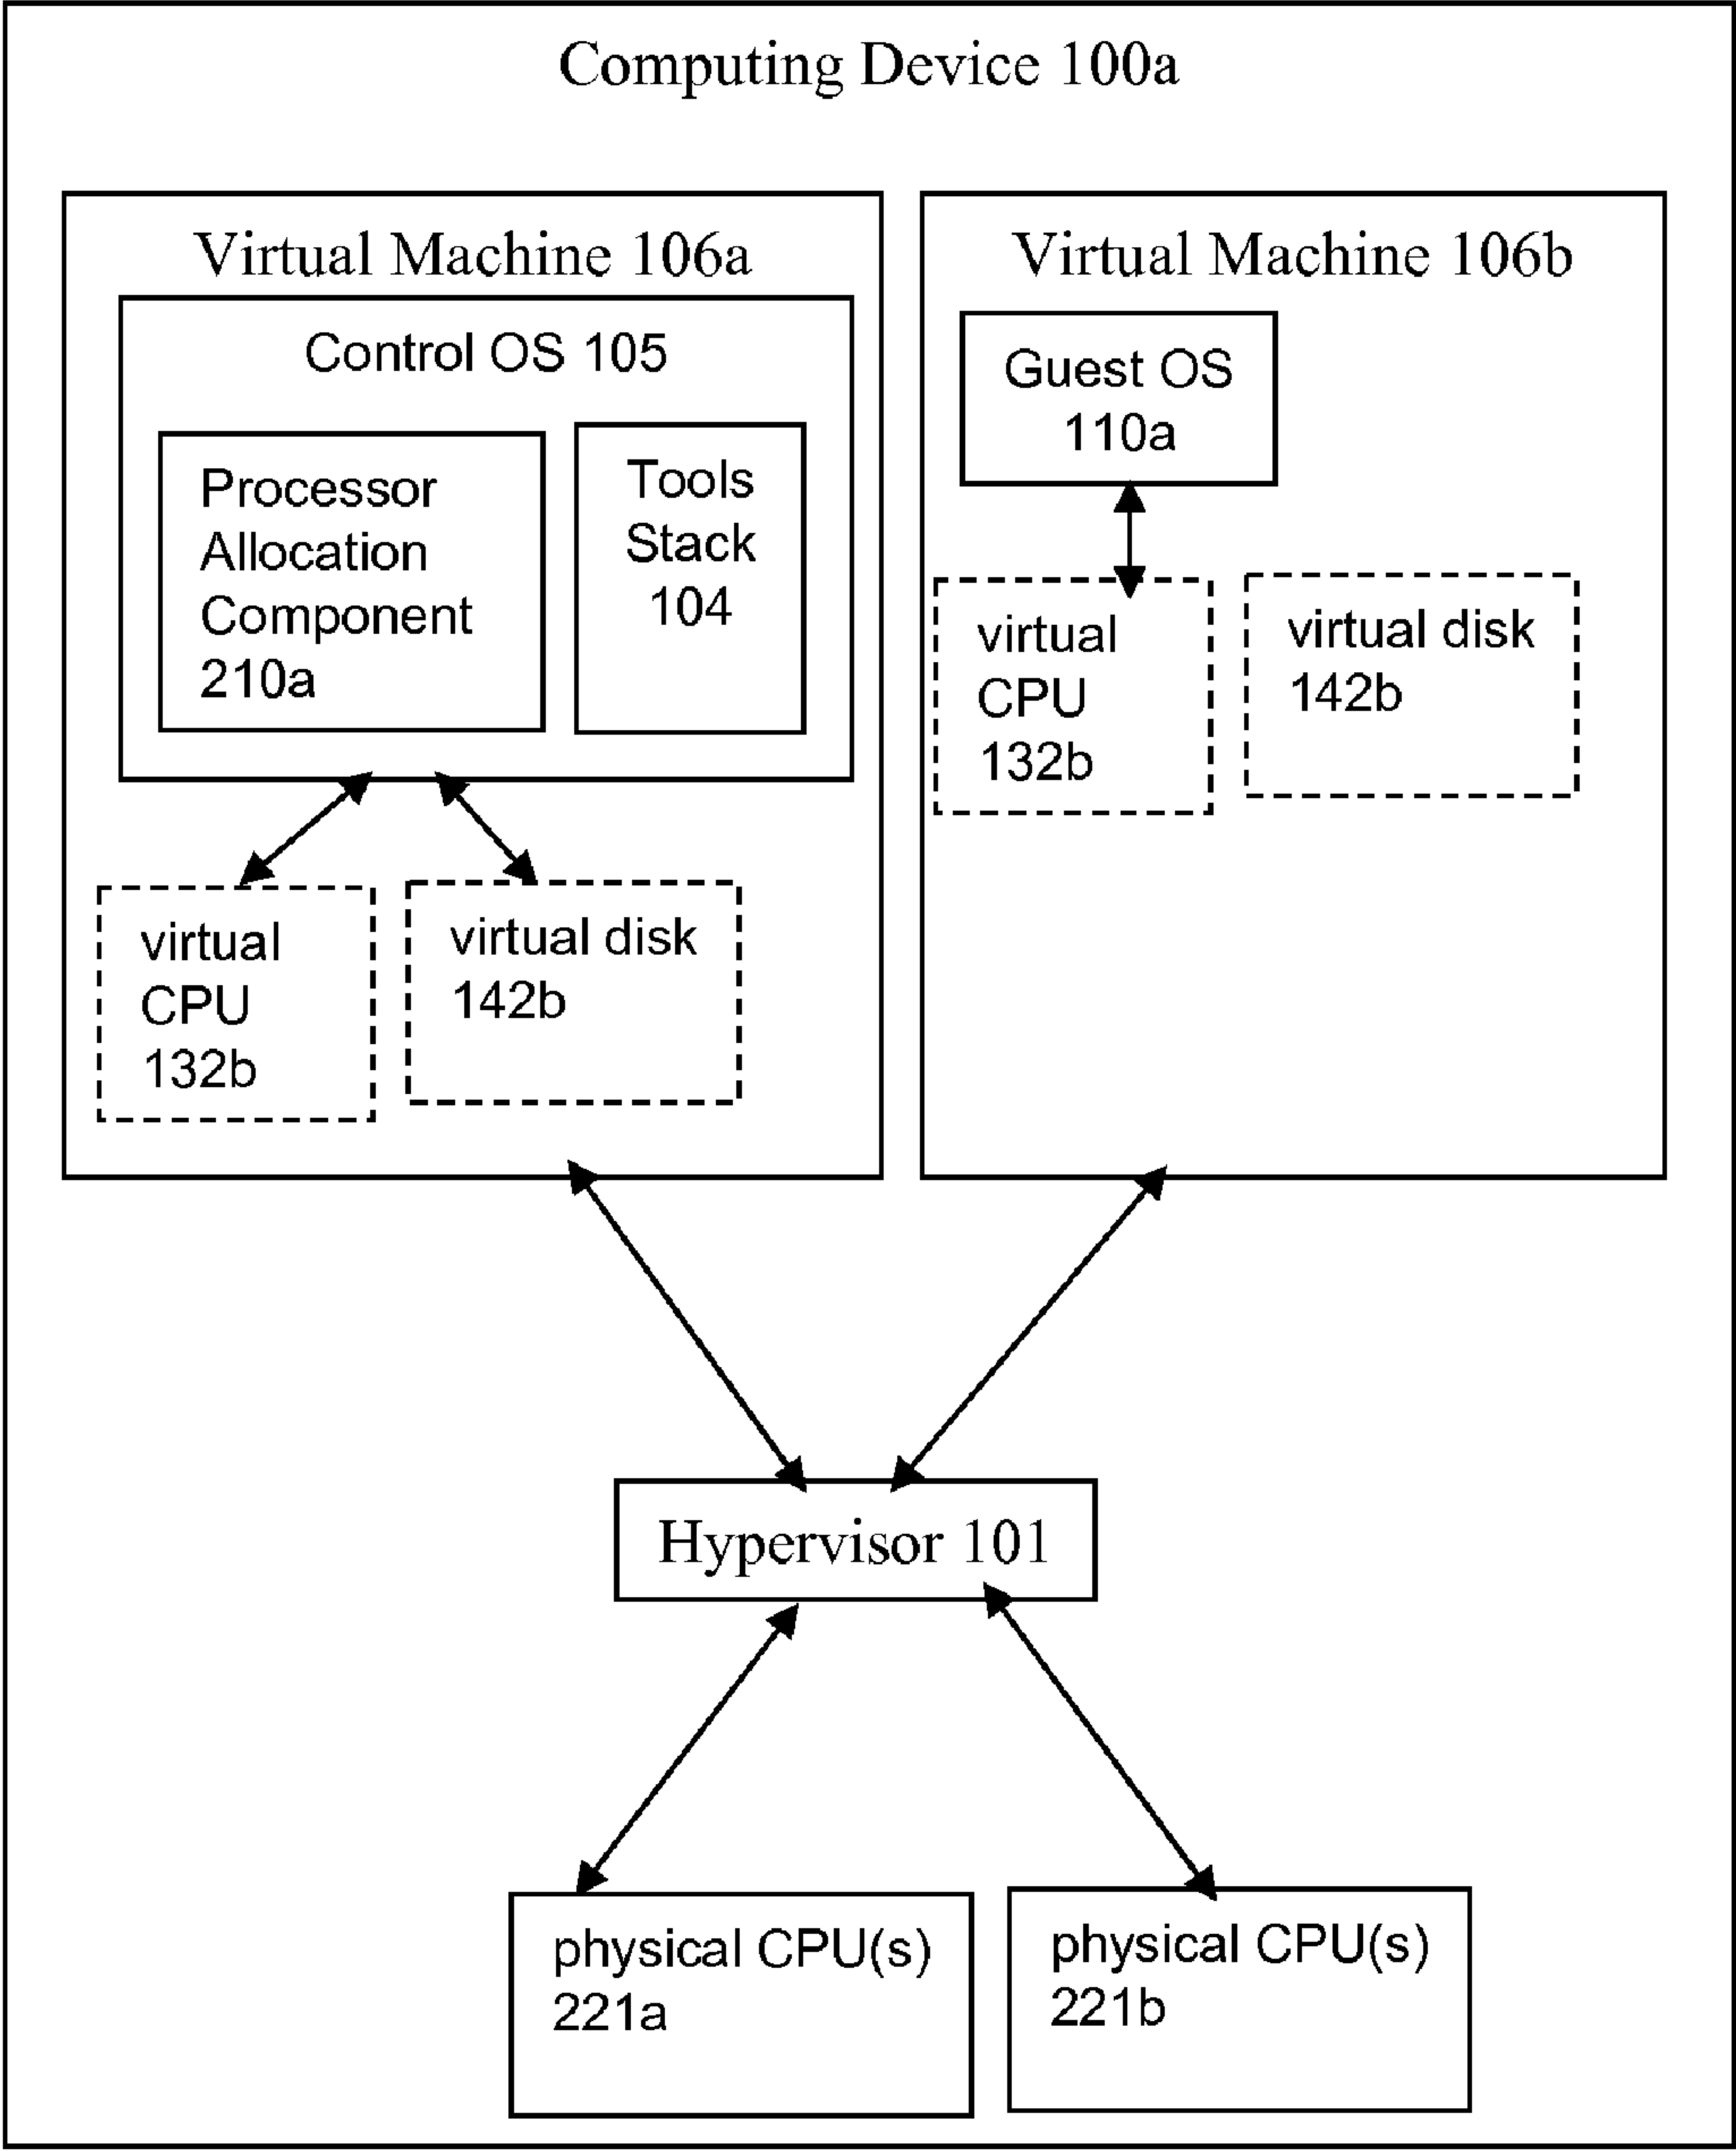 Computing Device 100a
Virtual Machine 106a
Control OS 105
Processor
Allocation
Component
210a
Tools
Stack
104
virtual
CPU
132b
virtual disk
142b
Virtual Machine 106b
Guest OS
110a
virtual
CPU
132b
virtual disk
142b
Hypervisor 101
physical CPU(s)
221a
physical CPU(s)
221b